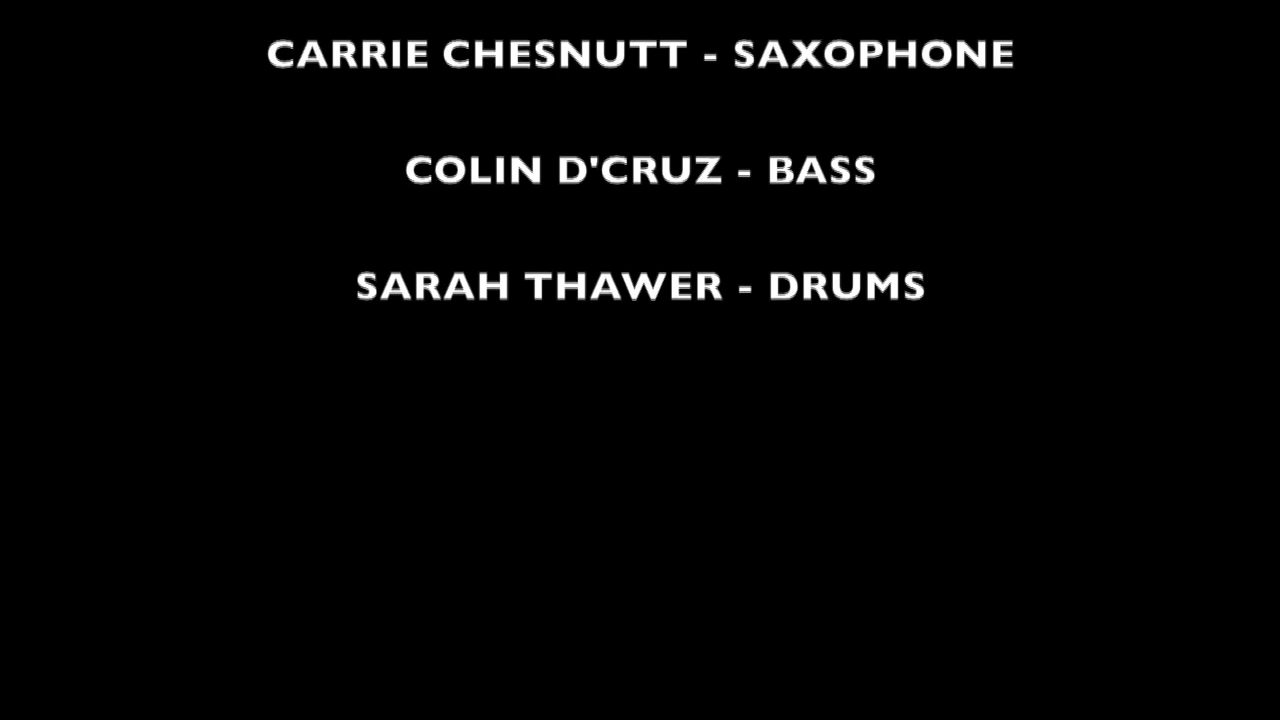 CARRIE CHESNUTT - SAXOPHONE
COLIN D'CRUZ - BASS
SARAH THAWER - DRUMS